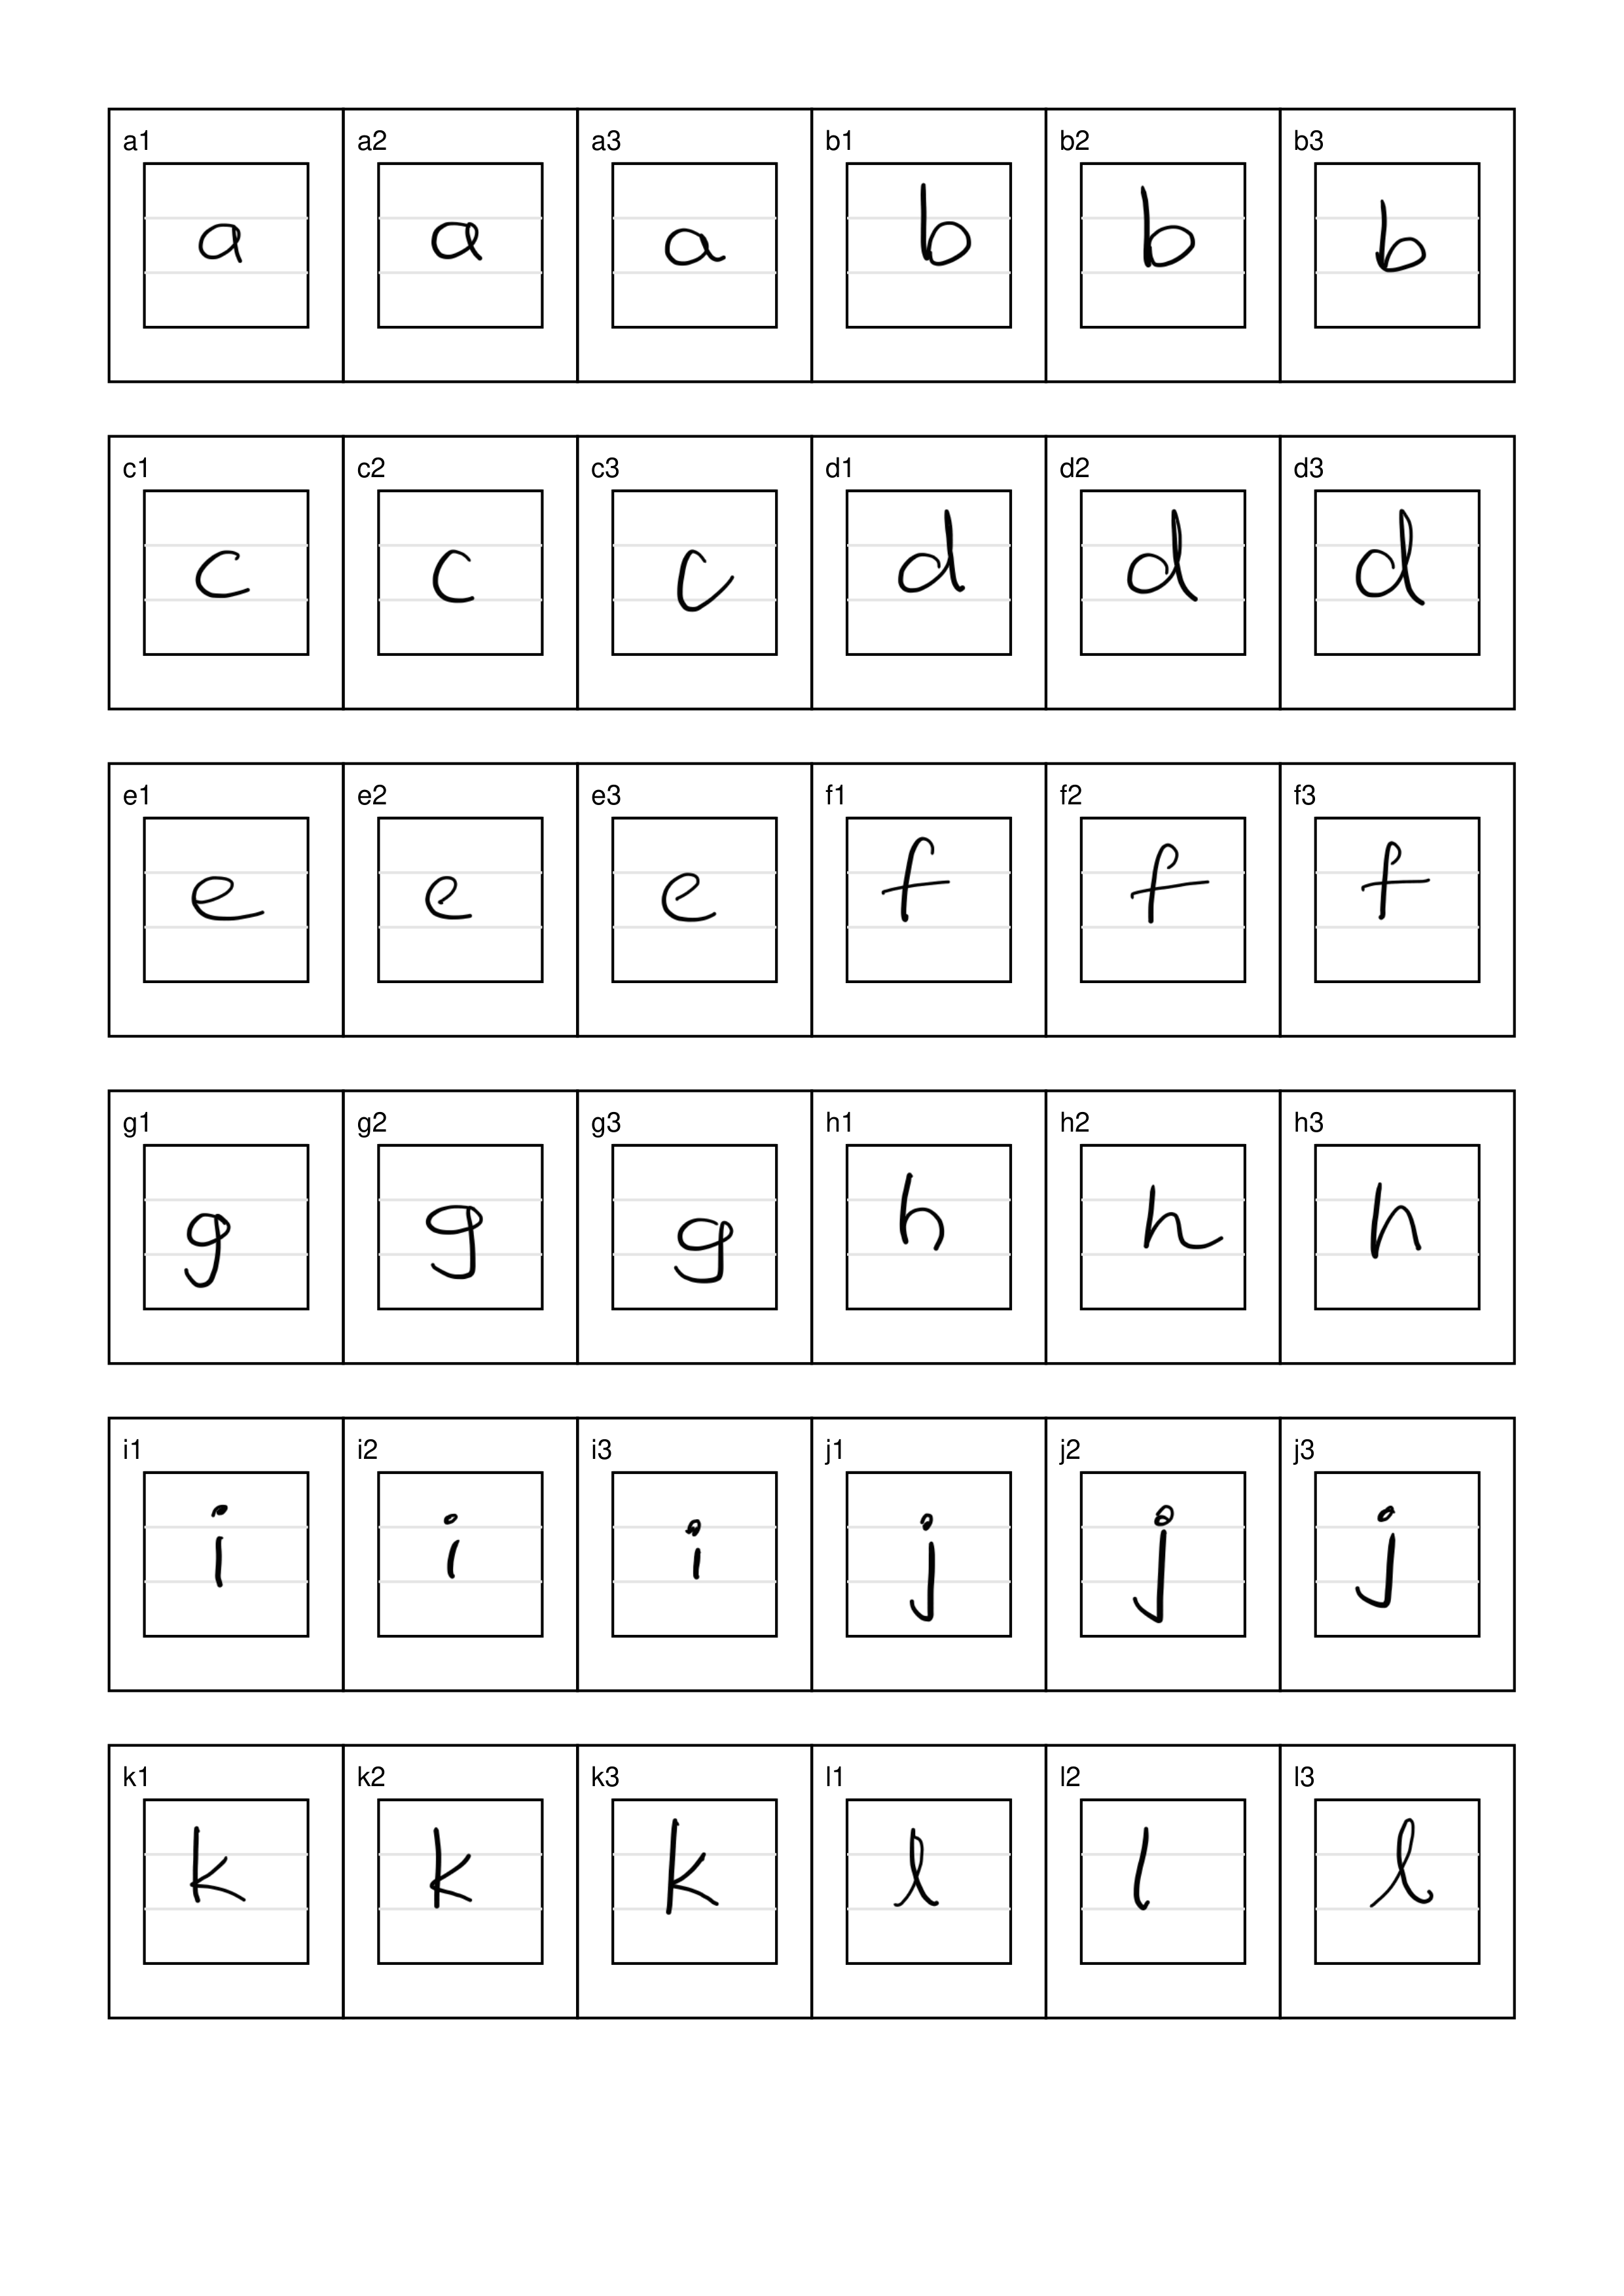 a1 a2 a3 b1 b2 b3
a a a b b b
c1 c2 c3 d1 d2 d3
c c c d d d
e1 e2 e3 f1 f2 f3
e e e f f f
g1 g2 g3 h1 h2 h3
g g g h h h
i1 i2 i3 j1 j2 j3
i i i j j j
k1 k2 k3 l1 l2 l3
k k k l l l